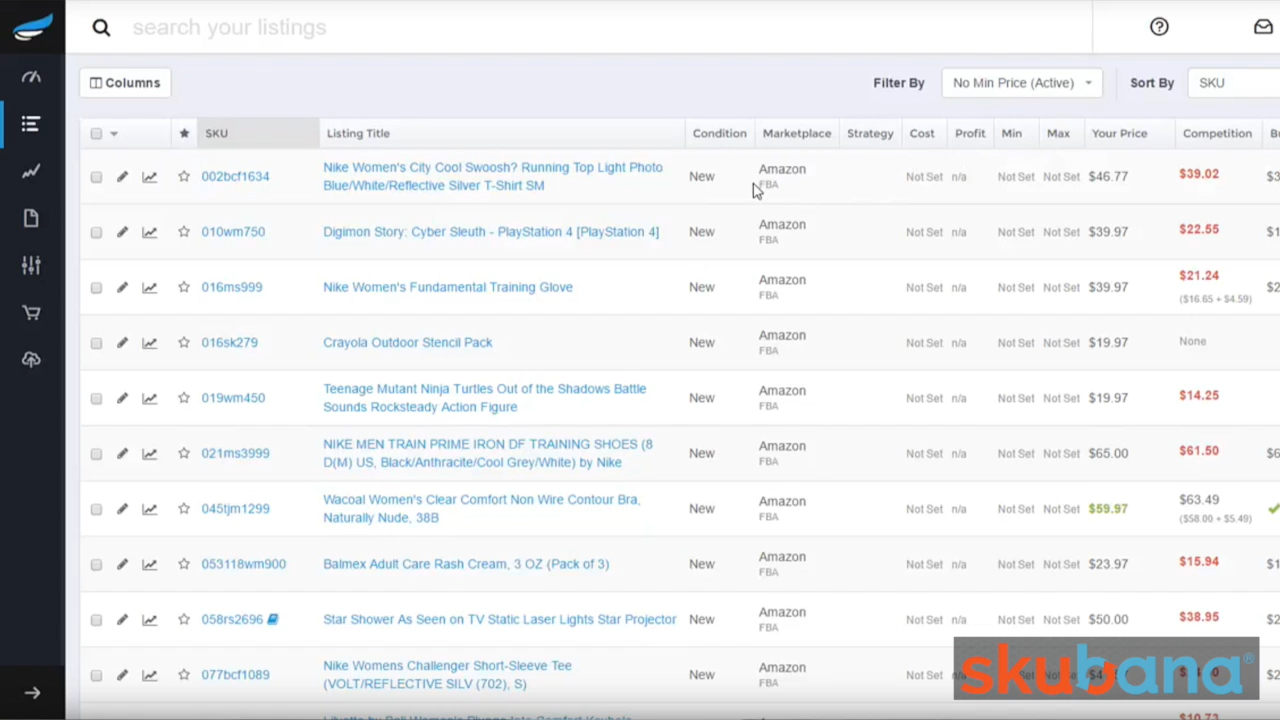 search your listings
Columns
Filter By
No Min Price (Active)
Sort By
SKU
SKU Listing Title Condition Marketplace Strategy Cost Profit Min Max Your Price Competition
002bcf1634 Nike Women's City Cool Swoosh? Running Top Light Photo Blue/White/Reflective Silver T-Shirt SM New Amazon FBA Not Set n/a Not Set Not Set $46.77 $39.02
010wm750 Digimon Story: Cyber Sleuth - PlayStation 4 [PlayStation 4] New Amazon FBA Not Set n/a Not Set Not Set $39.97 $22.55
016ms999 Nike Women's Fundamental Training Glove New Amazon FBA Not Set n/a Not Set Not Set $39.97 $21.24 ($16.65 + $4.59)
016sk279 Crayola Outdoor Stencil Pack New Amazon FBA Not Set n/a Not Set Not Set $19.97 None
019wm450 Teenage Mutant Ninja Turtles Out of the Shadows Battle Sounds Rocksteady Action Figure New Amazon FBA Not Set n/a Not Set Not Set $19.97 $14.25
021ms3999 NIKE MEN TRAIN PRIME IRON DF TRAINING SHOES (8 D(M) US, Black/Anthracite/Cool Grey/White) by Nike New Amazon FBA Not Set n/a Not Set Not Set $65.00 $61.50
045tjm1299 Wacoal Women's Clear Comfort Non Wire Contour Bra, Naturally Nude, 38B New Amazon FBA Not Set n/a Not Set Not Set $59.97 $63.49 ($58.00 + $5.49)
053118wm900 Balmex Adult Care Rash Cream, 3 OZ (Pack of 3) New Amazon FBA Not Set n/a Not Set Not Set $23.97 $15.94
058rs2696 Star Shower As Seen on TV Static Laser Lights Star Projector New Amazon FBA Not Set n/a Not Set Not Set $50.00 $38.95
077bcf1089 Nike Womens Challenger Short-Sleeve Tee (VOLT/REFLECTIVE SILV (702), S) New Amazon FBA Not Set n/a
skubana®